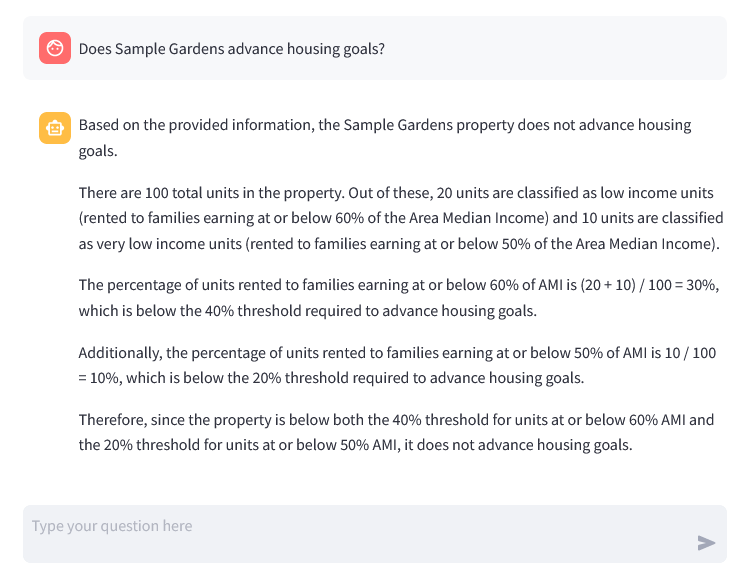 Does Sample Gardens advance housing goals?
Based on the provided information, the Sample Gardens property does not advance housing
goals.
There are 100 total units in the property. Out of these, 20 units are classified as low income units
(rented to families earning at or below 60% of the Area Median Income) and 10 units are classified
as very low income units (rented to families earning at or below 50% of the Area Median Income).
The percentage of units rented to families earning at or below 60% of AMI is (20 + 10) / 100 = 30%,
which is below the 40% threshold required to advance housing goals.
Additionally, the percentage of units rented to families earning at or below 50% of AMI is 10 / 100
= 10%, which is below the 20% threshold required to advance housing goals.
Therefore, since the property is below both the 40% threshold for units at or below 60% AMI and
the 20% threshold for units at or below 50% AMI, it does not advance housing goals.
Type your question here